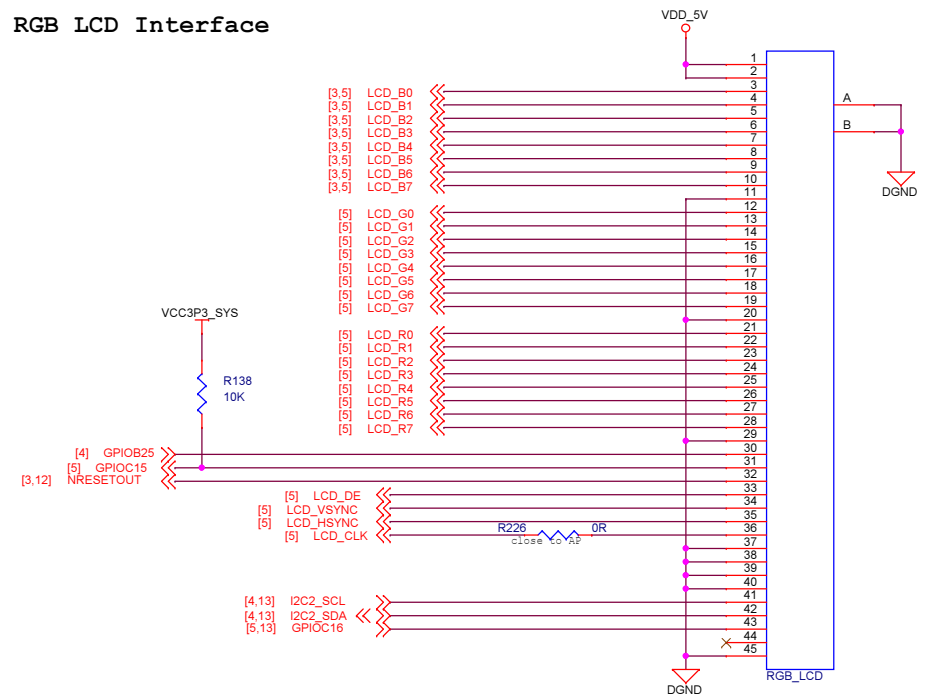 RGB LCD Interface
VDD_5V
1
2
[3,5] LCD_B0 3
[3,5] LCD_B1 4 A
[3,5] LCD_B2 5
[3,5] LCD_B3 6 B
[3,5] LCD_B4 7
[3,5] LCD_B5 8
[3,5] LCD_B6 9
[3,5] LCD_B7 10
DGND
11
[5] LCD_G0 12
[5] LCD_G1 13
[5] LCD_G2 14
[5] LCD_G3 15
[5] LCD_G4 16
[5] LCD_G5 17
[5] LCD_G6 18
[5] LCD_G7 19
VCC3P3_SYS
20
[5] LCD_R0 21
[5] LCD_R1 22
[5] LCD_R2 23
[5] LCD_R3 24
R138
[5] LCD_R4 25
10K
[5] LCD_R5 26
[5] LCD_R6 27
[5] LCD_R7 28
29
[4] GPIOB25 30
[5] GPIOC15 31
[3,12] NRESETOUT 32
[5] LCD_DE 33
[5] LCD_VSYNC 34
[5] LCD_HSYNC 35
[5] LCD_CLK R226 0R 36
close to AP
37
38
39
40
[4,13] I2C2_SCL 41
[4,13] I2C2_SDA 42
[5,13] GPIOC16 43
44
45
RGB_LCD
DGND